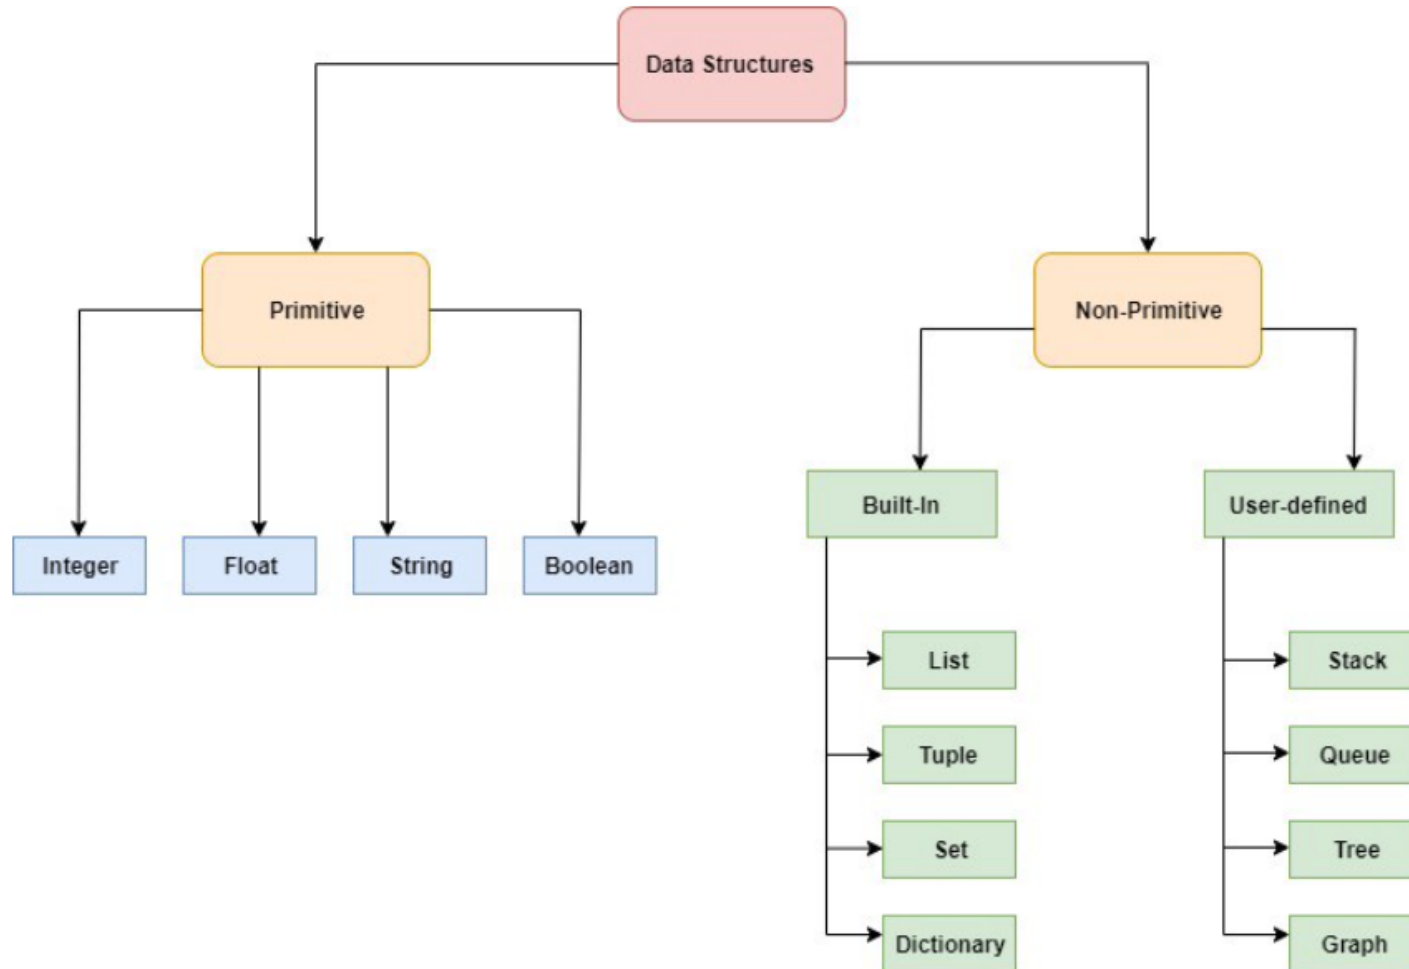 Data Structures
Primitive
Non-Primitive
Built-In
User-defined
Integer
Float
String
Boolean
List
Stack
Tuple
Queue
Set
Tree
Dictionary
Graph